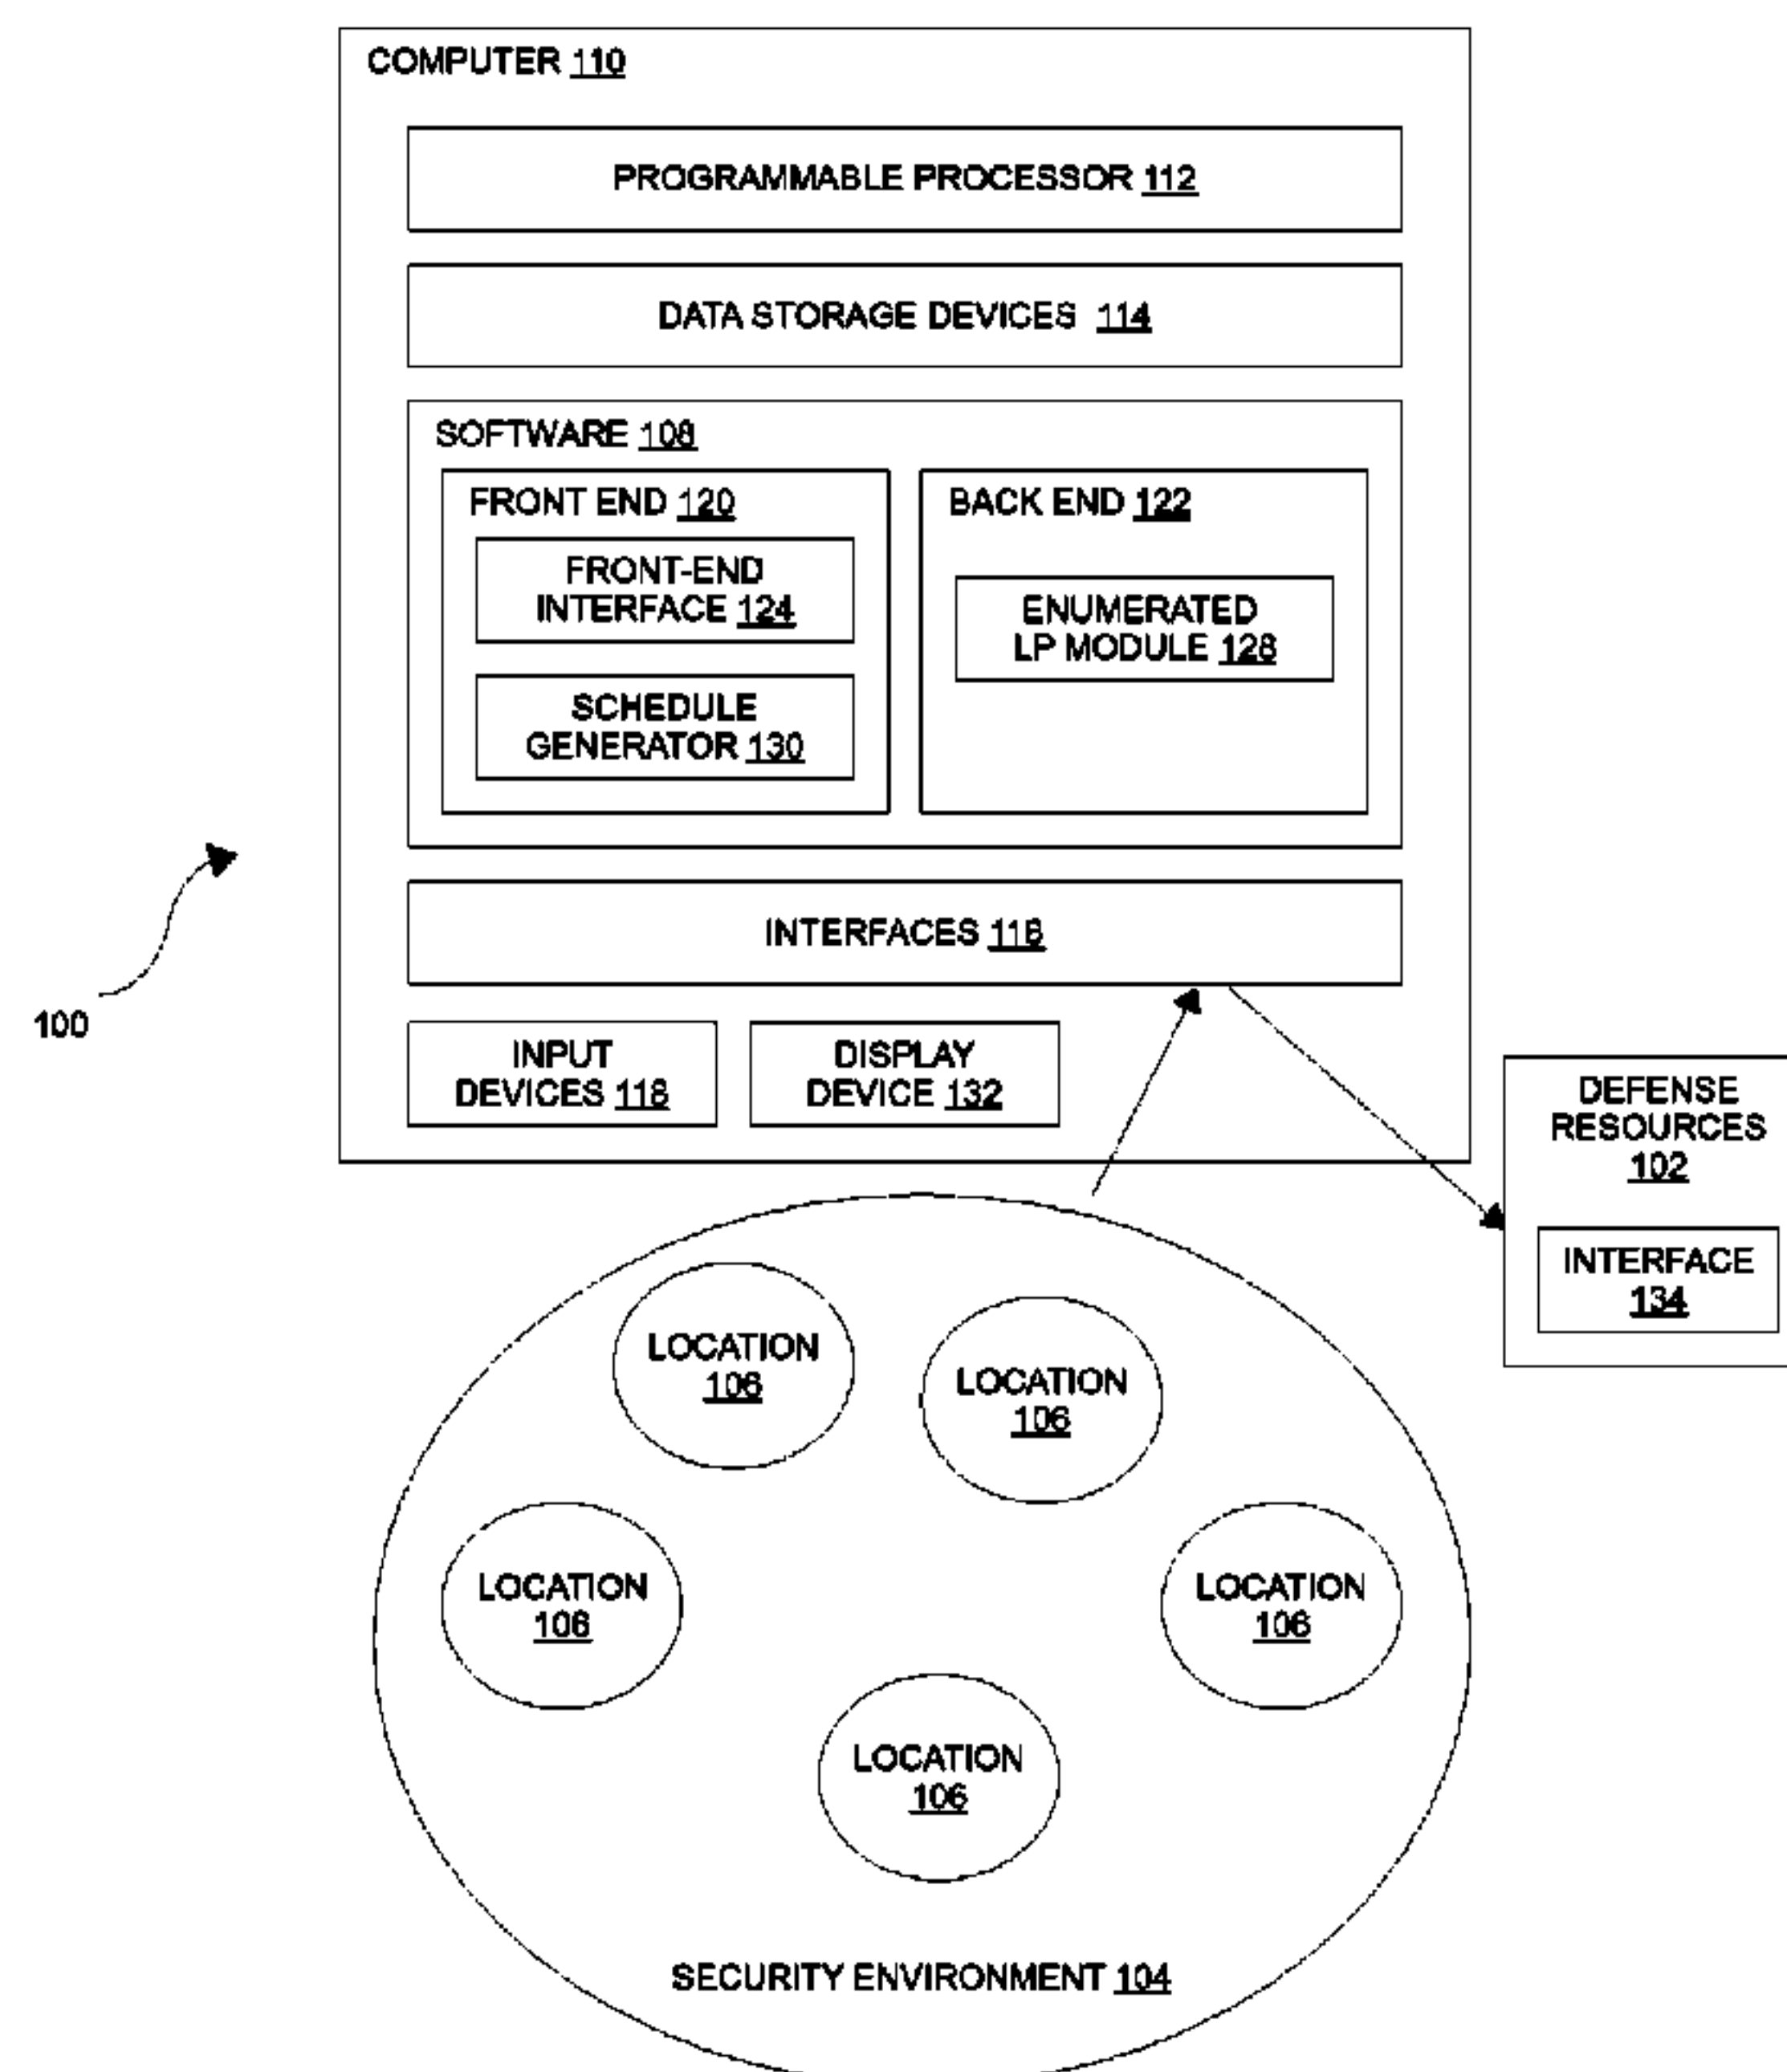 COMPUTER 110
PROGRAMMABLE PROCESSOR 112
DATA STORAGE DEVICES 114
SOFTWARE 108
FRONT END 120
FRONT-END
INTERFACE 124
SCHEDULE
GENERATOR 130
BACK END 122
ENUMERATED
LP MODULE 128
INTERFACES
INPUT
DEVICES 118
DISPLAY
DEVICE 132
100
DEFENSE
RESOURCES
102
INTERFACE
134
LOCATION
106
LOCATION
106
LOCATION
106
LOCATION
106
LOCATION
106
SECURITY ENVIRONMENT 104